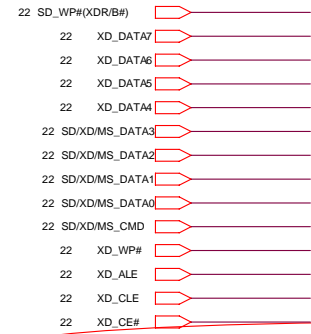 22 SD_WP#(XDR/B#)
22 XD_DATA7
22 XD_DATA6
22 XD_DATA5
22 XD_DATA4
22 SD/XD/MS_DATA3
22 SD/XD/MS_DATA2
22 SD/XD/MS_DATA1
22 SD/XD/MS_DATA0
22 SD/XD/MS_CMD
22 XD_WP#
22 XD_ALE
22 XD_CLE
22 XD_CE#